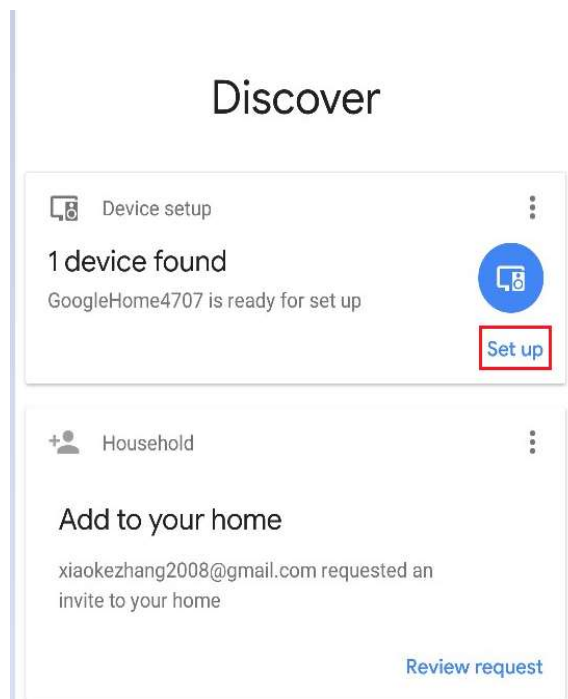 Discover
Device setup
1 device found
GoogleHome4707 is ready for set up
Set up
Household
Add to your home
xiaokezhang2008@gmail.com requested an
invite to your home
Review request